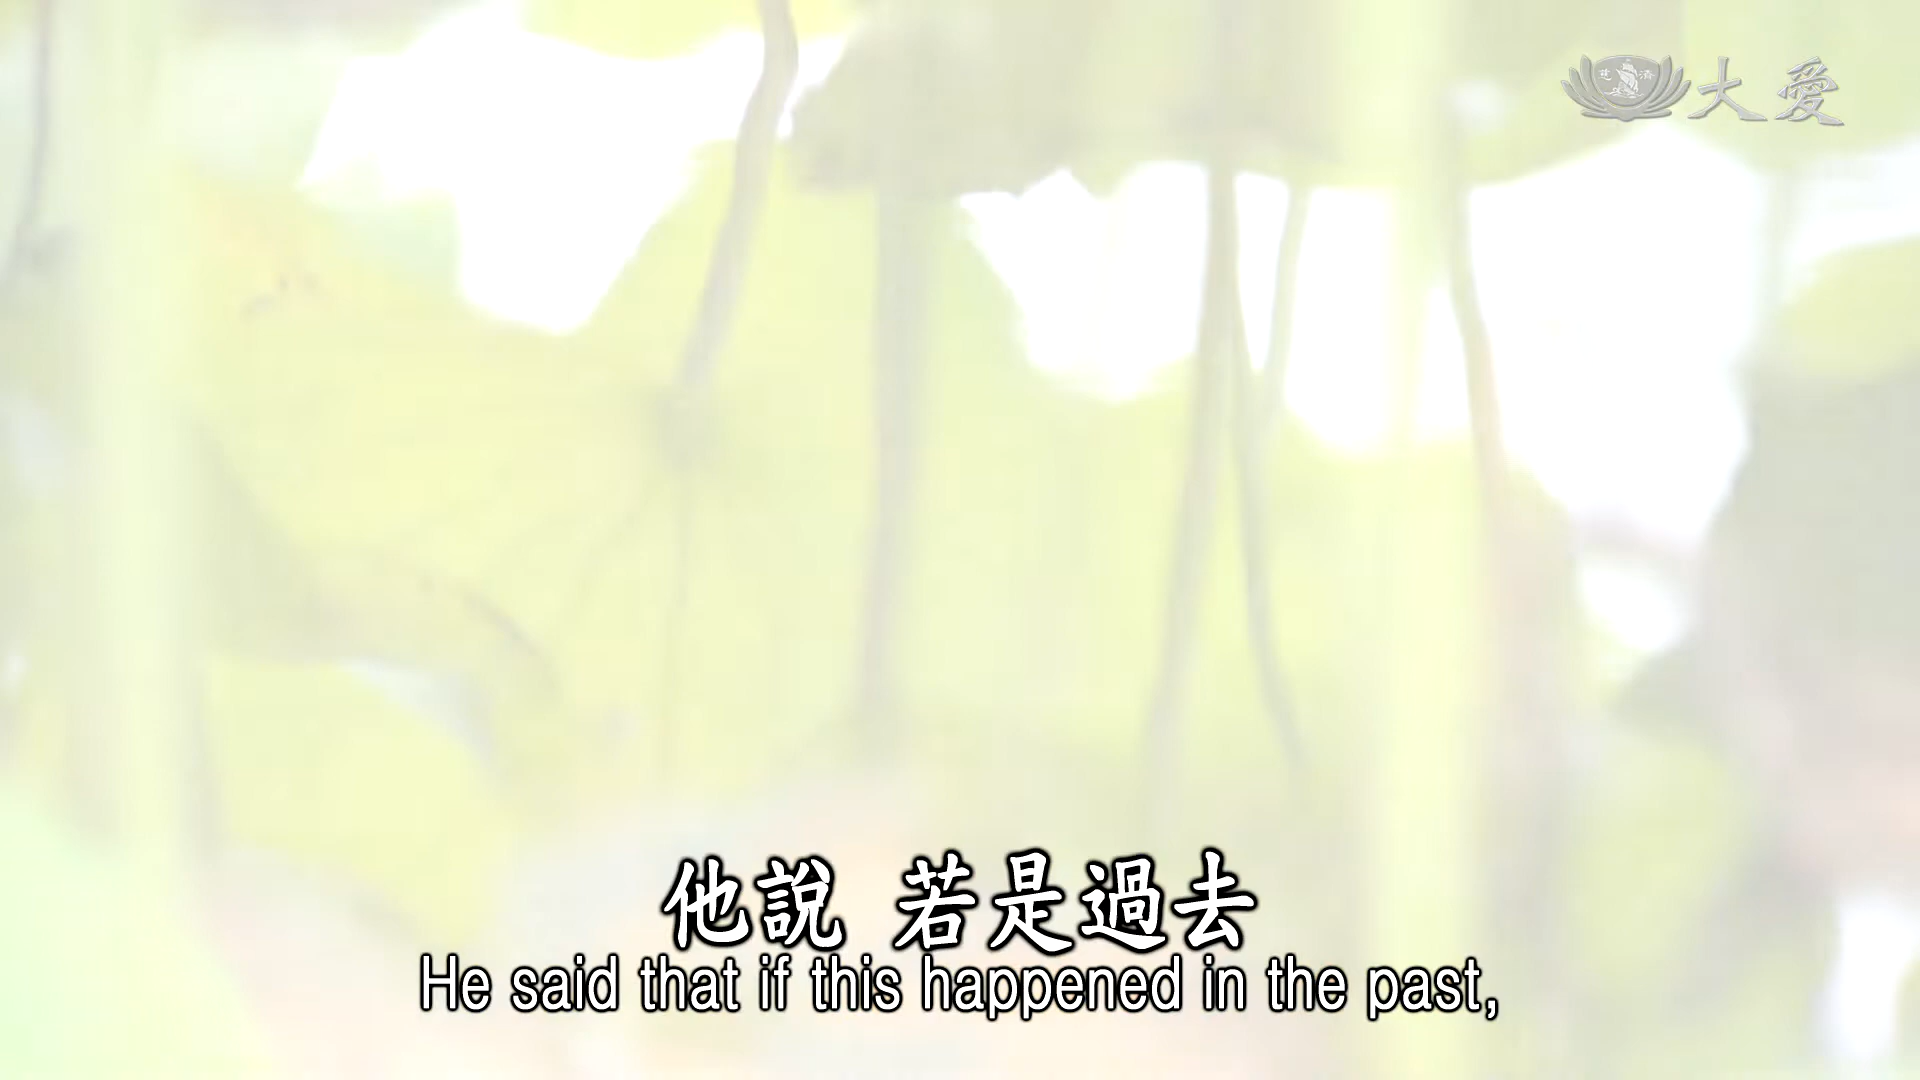 大愛
他說 若是過去
He said that if this happened in the past,